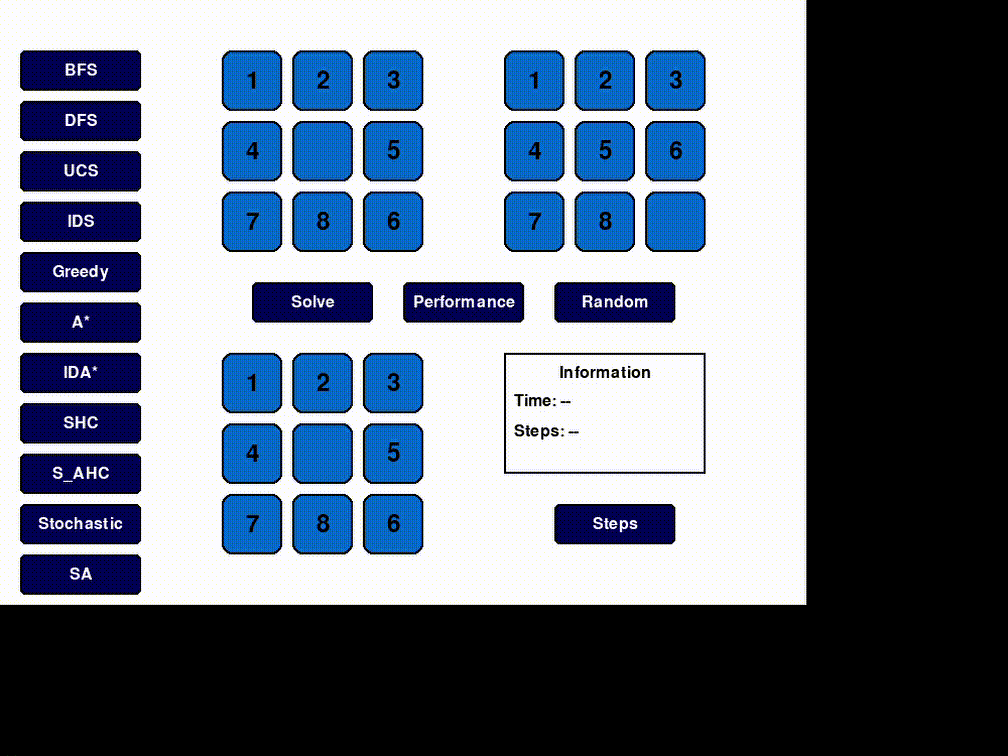 BFS
DFS
UCS
IDS
Greedy
A*
IDA*
SHC
S_AHC
Stochastic
SA
1 2 3
4 5
7 8 6
1 2 3
4 5 6
7 8
Solve Performance Random
1 2 3
4 5
7 8 6
Information
Time: --
Steps: --
Steps